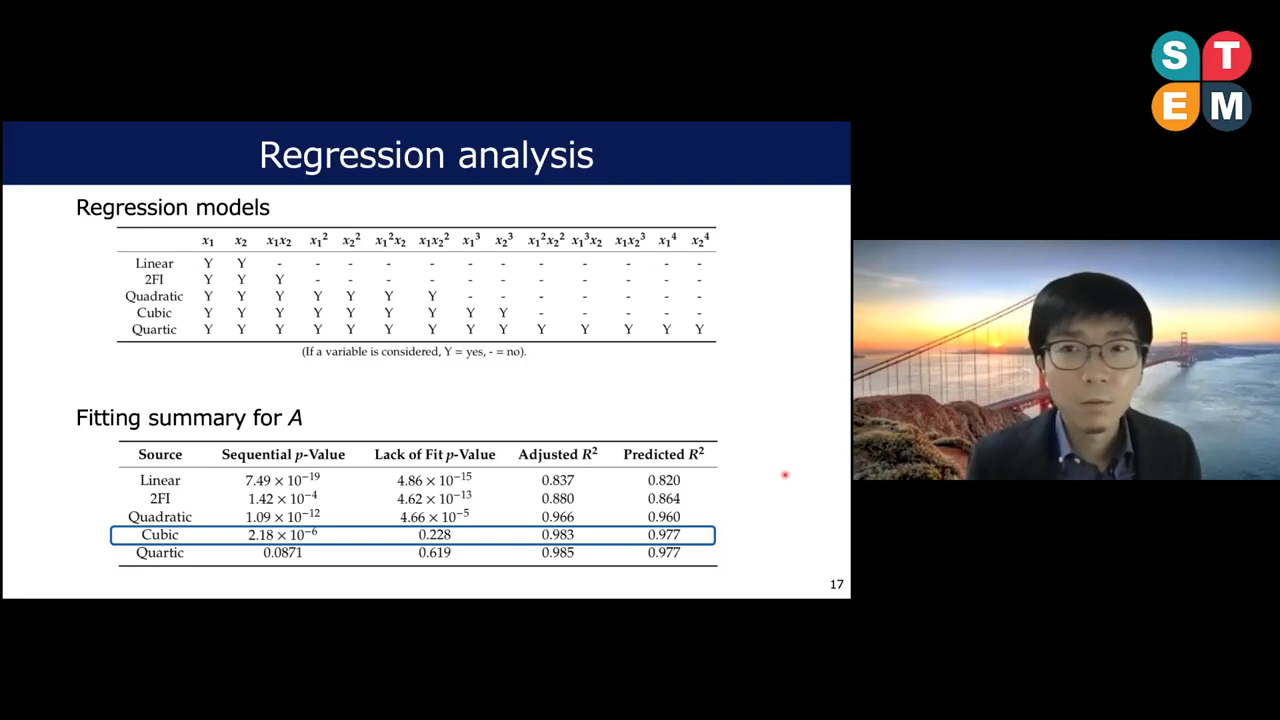 S T
E M
Regression analysis
Regression models
x₁ x₂ x₁x₂ x₁² x₂² x₁²x₂ x₁x₂² x₁³ x₂³ x₁²x₂² x₁³x₂ x₁x₂³ x₁⁴ x₂⁴
Linear Y Y - - - - - - - - - - - -
2FI Y Y Y - - - - - - - - - - -
Quadratic Y Y Y Y Y Y Y - - - - - - -
Cubic Y Y Y Y Y Y Y Y Y - - - - -
Quartic Y Y Y Y Y Y Y Y Y Y Y Y Y Y
(If a variable is considered, Y = yes, - = no).
Fitting summary for A
Source Sequential p-Value Lack of Fit p-Value Adjusted R² Predicted R²
Linear 7.49 × 10⁻¹⁹ 4.86 × 10⁻¹⁵ 0.837 0.820
2FI 1.42 × 10⁻⁴ 4.62 × 10⁻¹³ 0.880 0.864
Quadratic 1.09 × 10⁻¹² 4.66 × 10⁻⁵ 0.966 0.960
Cubic 2.18 × 10⁻⁶ 0.228 0.983 0.977
Quartic 0.0871 0.619 0.985 0.977
17